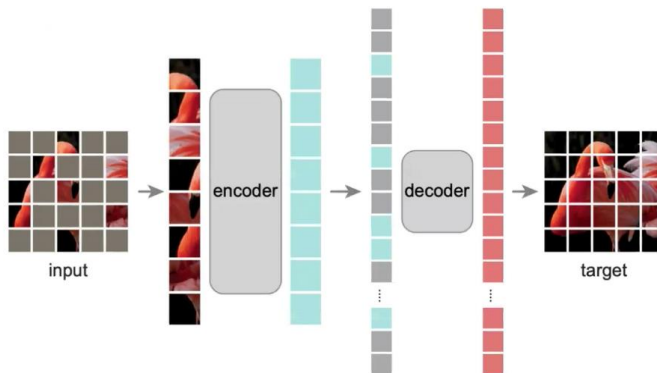 input
encoder
decoder
target